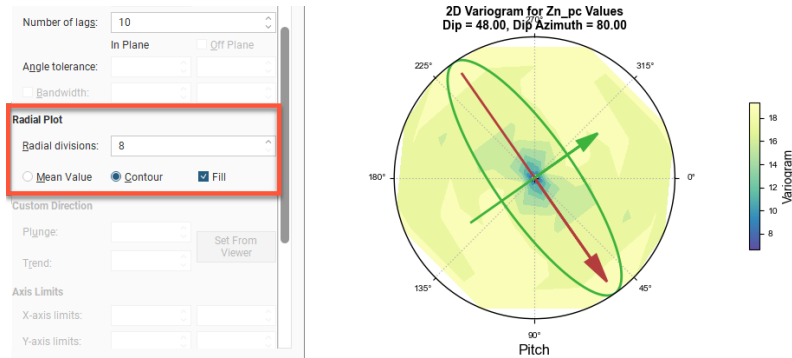 Number of lags: 10
In Plane Off Plane
Angle tolerance:
Bandwidth:
Radial Plot
Radial divisions: 8
Mean Value Contour Fill
Custom Direction
Plunge:
Set From
Viewer
Trend:
Axis Limits
X-axis limits:
Y-axis limits:
2D Variogram for Zn_pc Values
Dip = 48.00, Dip Azimuth = 80.00
270°
225° 315°
180° 0°
135° 45°
90°
Pitch
18
16
14
12
10
8
Variogram